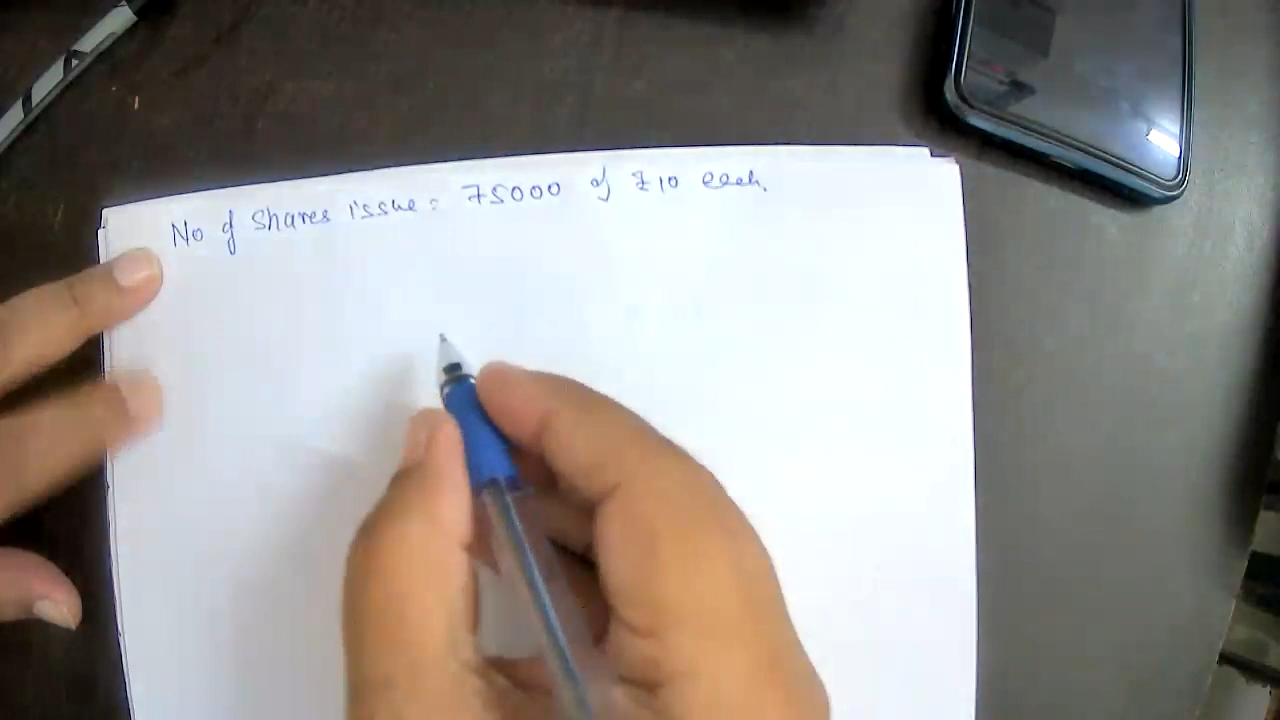 No of shares issue = 75000 of ₹10 each.